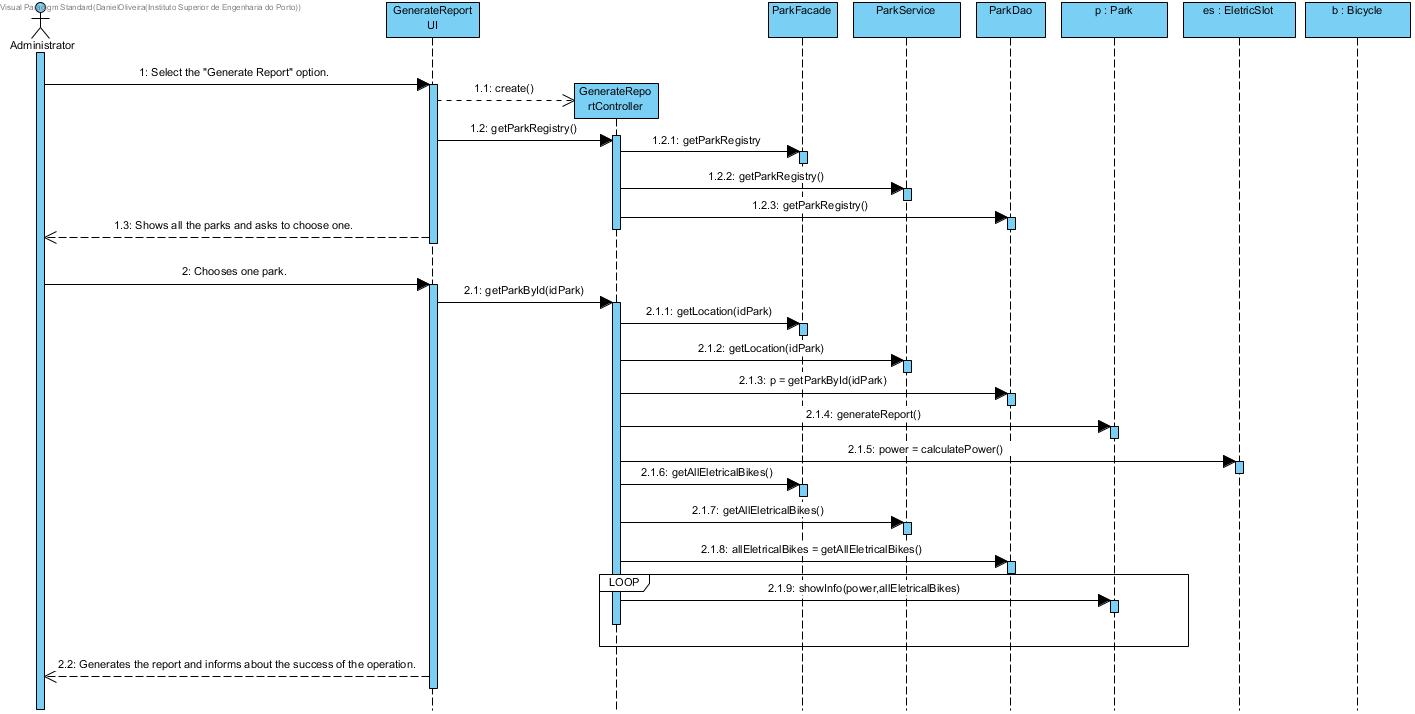 Visual Paradigm Standard(DanielOliveira(Instituto Superior de Engenharia do Porto))
Administrator
GenerateReport
UI
ParkFacade
ParkService
ParkDao
p : Park
es : EletricSlot
b : Bicycle
1: Select the "Generate Report" option.
1.1: create()
GenerateRepo
rtController
1.2: getParkRegistry()
1.2.1: getParkRegistry
1.2.2: getParkRegistry()
1.2.3: getParkRegistry()
1.3: Shows all the parks and asks to choose one.
2: Chooses one park.
2.1: getParkById(idPark)
2.1.1: getLocation(idPark)
2.1.2: getLocation(idPark)
2.1.3: p = getParkById(idPark)
2.1.4: generateReport()
2.1.5: power = calculatePower()
2.1.6: getAllEletricalBikes()
2.1.7: getAllEletricalBikes()
2.1.8: allEletricalBikes = getAllEletricalBikes()
LOOP
2.1.9: showInfo(power,allEletricalBikes)
2.2: Generates the report and informs about the success of the operation.